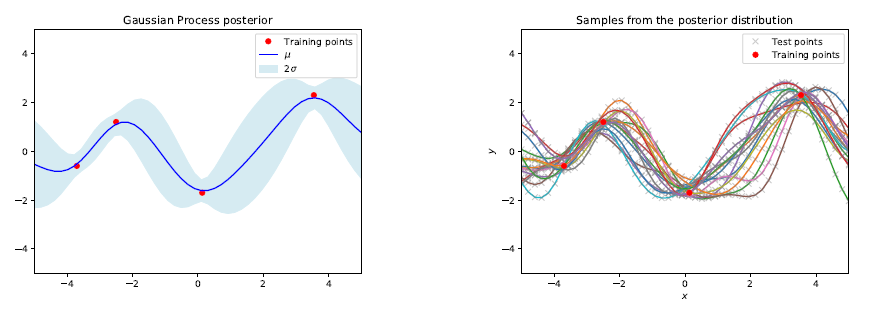 Gaussian Process posterior
Training points
μ
2σ
4
2
0
−2
−4
−4
−2
0
2
4
Samples from the posterior distribution
Test points
Training points
y
4
2
0
−2
−4
−4
−2
0
2
4
x